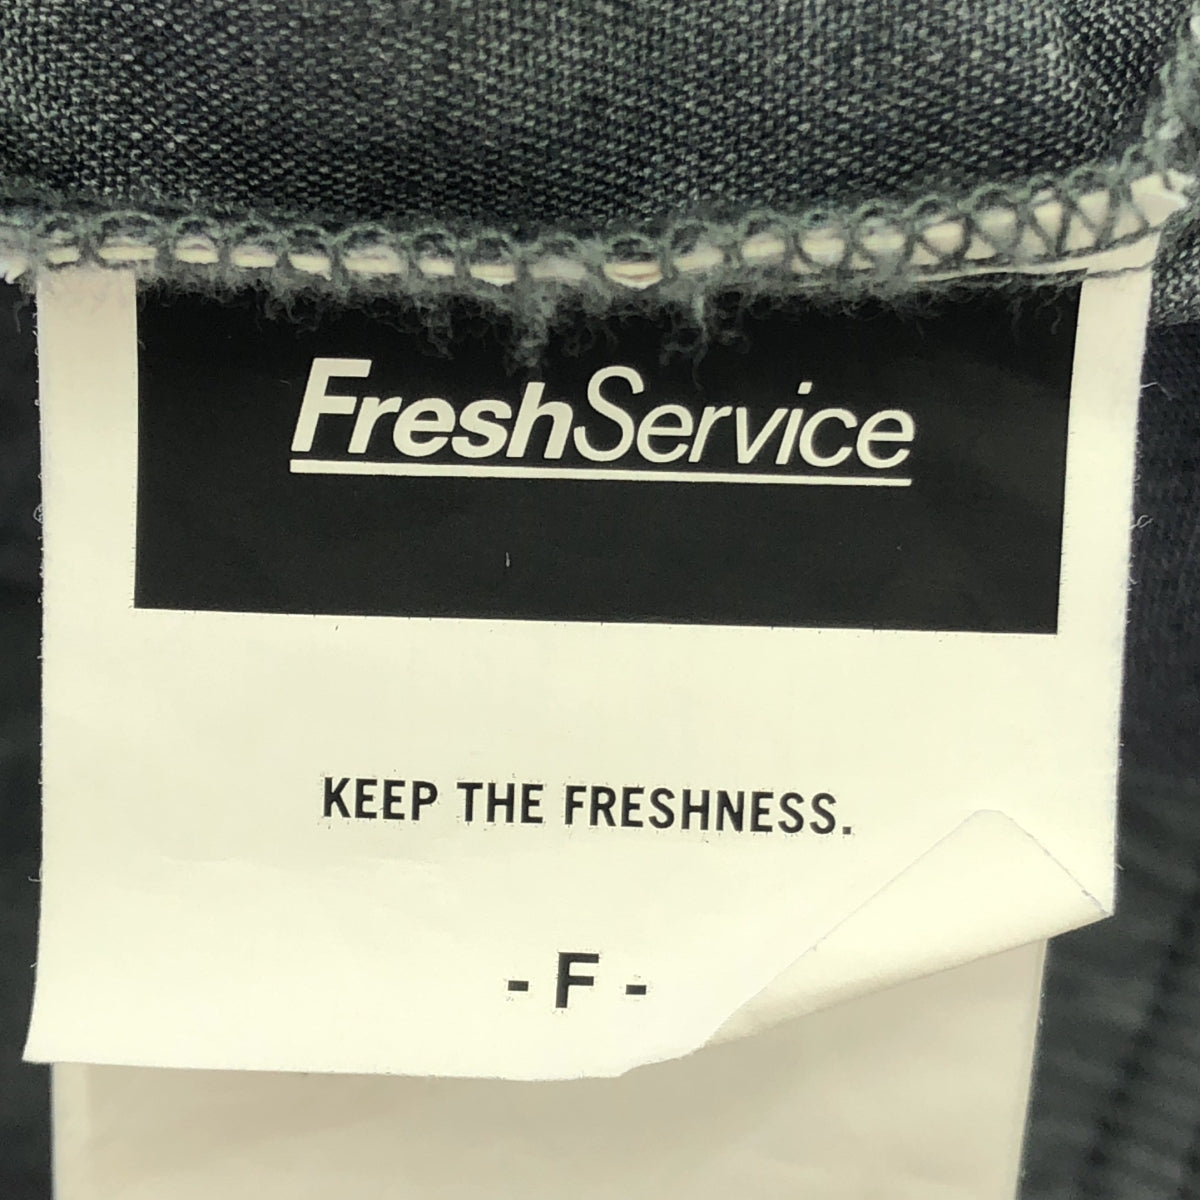 FreshService
KEEP THE FRESHNESS.
- F -